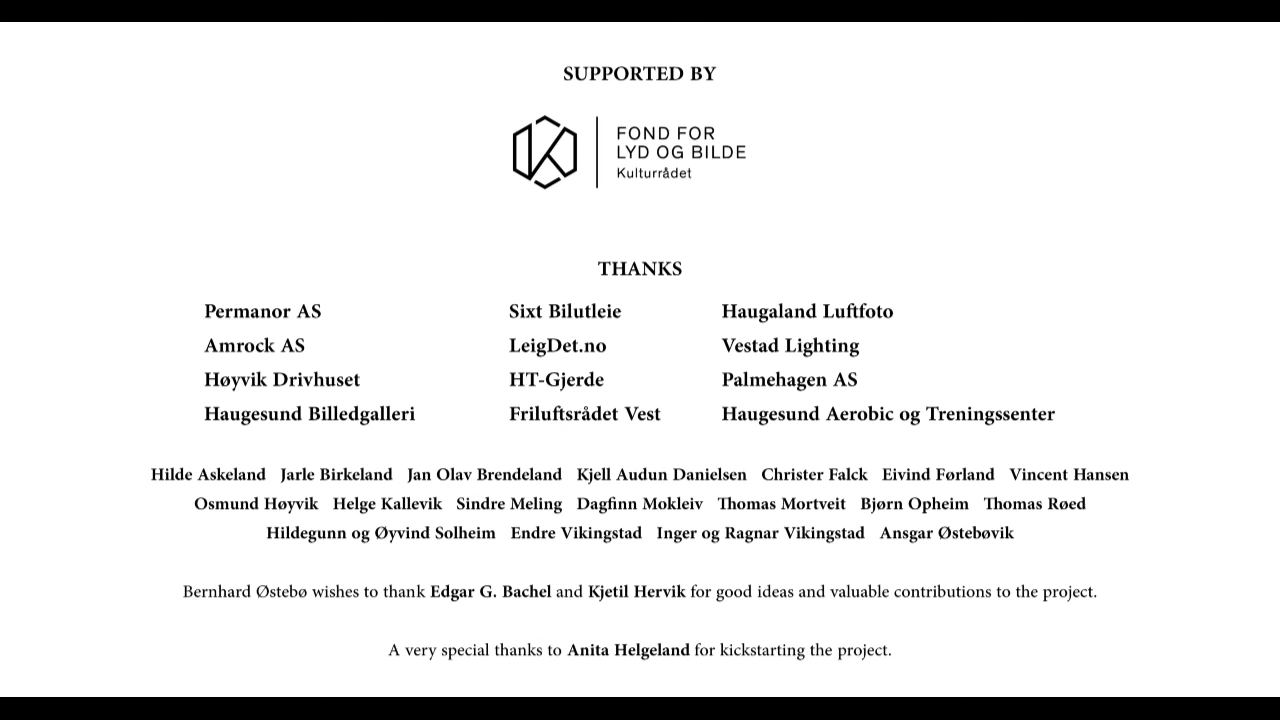 SUPPORTED BY
FOND FOR
LYD OG BILDE
Kulturrådet
THANKS
Permanor AS Sixt Bilutleie Haugaland Luftfoto
Amrock AS LeigDet.no Vestad Lighting
Høyvik Drivhuset HT-Gjerde Palmehagen AS
Haugesund Billedgalleri Friluftsrådet Vest Haugesund Aerobic og Treningssenter
Hilde Askeland Jarle Birkeland Jan Olav Brendeland Kjell Audun Danielsen Christer Falck Eivind Førland Vincent Hansen
Osmund Høyvik Helge Kallevik Sindre Meling Dagfinn Mokleiv Thomas Mortveit Bjørn Opheim Thomas Røed
Hildegunn og Øyvind Solheim Endre Vikingstad Inger og Ragnar Vikingstad Ansgar Østebøvik
Bernhard Østebø wishes to thank Edgar G. Bachel and Kjetil Hervik for good ideas and valuable contributions to the project.
A very special thanks to Anita Helgeland for kickstarting the project.